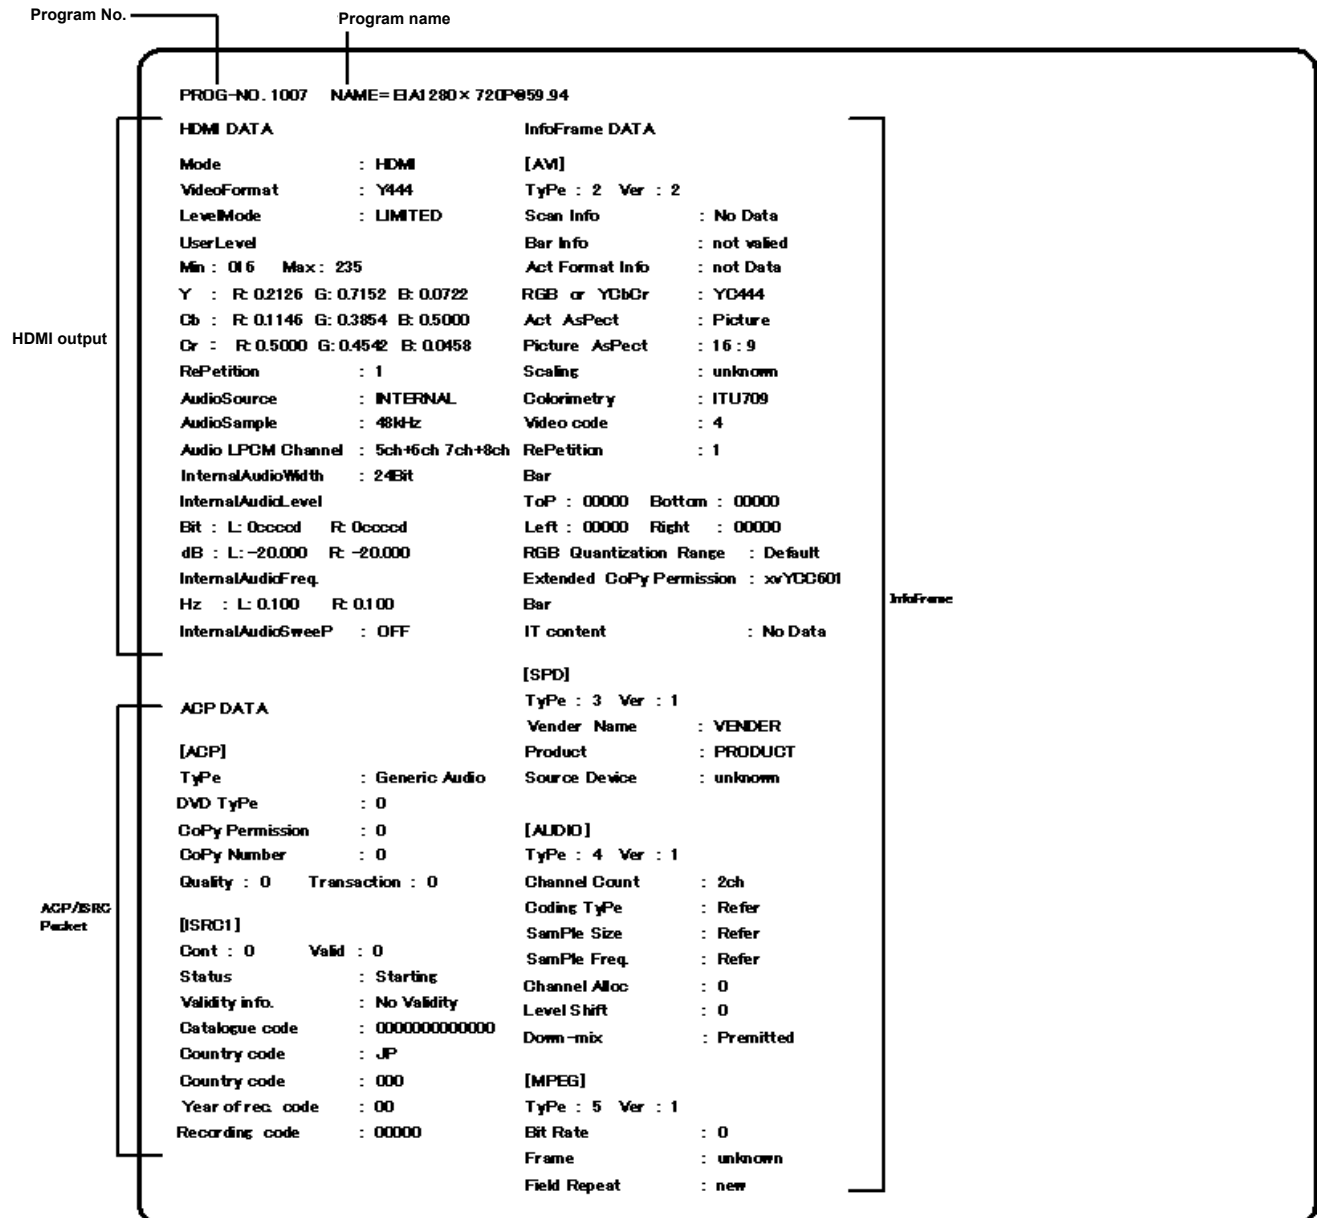 Program No.
Program name
PROG-NO. 1007 NAME= EIA1280×720P@59.94
HDMI output
HDMI DATA
Mode : HDMI
VideoFormat : Y444
LevelMode : LIMITED
UserLevel
Min : 016 Max : 235
Y : R: 0.2126 G: 0.7152 B: 0.0722
Cb : R: 0.1146 G: 0.3854 B: 0.5000
Cr : R: 0.5000 G: 0.4542 B: 0.0458
RePetition : 1
AudioSource : INTERNAL
AudioSample : 48kHz
Audio LPCM Channel : 5ch+6ch 7ch+8ch
InternalAudioWidth : 24Bit
InternalAudioLevel
Bit : L: 0ccccd R: 0ccccd
dB : L: -20.000 R: -20.000
InternalAudioFreq.
Hz : L: 0.100 R: 0.100
InternalAudioSweeP : OFF
ACP/ISRC
Packet
ACP DATA
[ACP]
TyPe : Generic Audio
DVD TyPe : 0
CoPy Permission : 0
CoPy Number : 0
Quality : 0 Transaction : 0
[ISRC1]
Cont : 0 Valid : 0
Status : Starting
Validity info. : No Validity
Catalogue code : 0000000000000
Country code : JP
Country code : 000
Year of rec. code : 00
Recording code : 00000
InfoFrame DATA
[AVI]
TyPe : 2 Ver : 2
Scan Info : No Data
Bar Info : not valied
Act Format Info : not Data
RGB or YCbCr : YC444
Act AsPect : Picture
Picture AsPect : 16 : 9
Scaling : unknown
Colorimetry : ITU709
Video code : 4
RePetition : 1
Bar
ToP : 00000 Bottom : 00000
Left : 00000 Right : 00000
RGB Quantization Range : Default
Extended CoPy Permission : xvYCC601
Bar
IT content : No Data
[SPD]
TyPe : 3 Ver : 1
Vender Name : VENDER
Product : PRODUCT
Source Device : unknown
[AUDIO]
TyPe : 4 Ver : 1
Channel Count : 2ch
Coding TyPe : Refer
SamPle Size : Refer
SamPle Freq. : Refer
Channel Alloc : 0
Level Shift : 0
Down-mix : Premitted
[MPEG]
TyPe : 5 Ver : 1
Bit Rate : 0
Frame : unknown
Field Repeat : new
InfoFrame